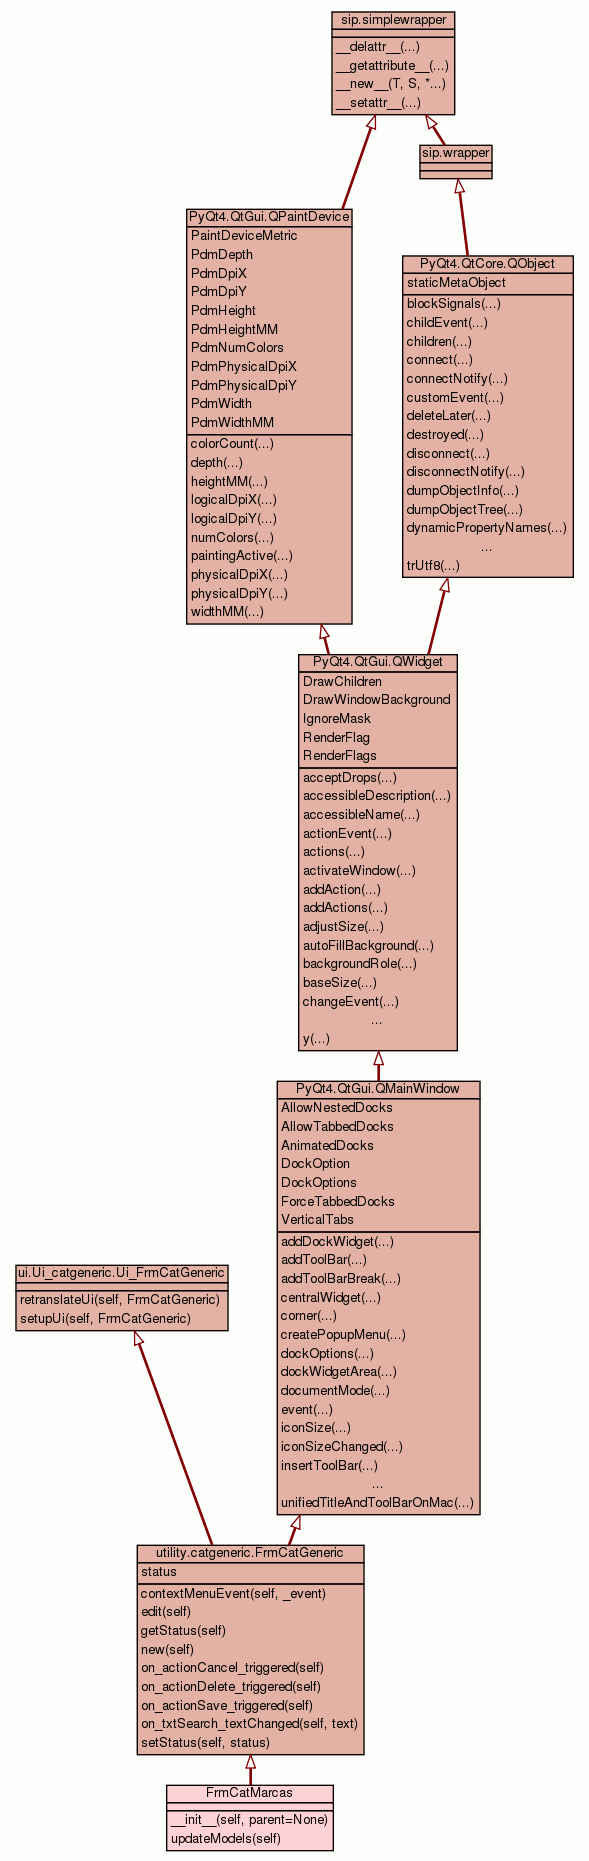 sip.simplewrapper
__delattr__(...)
__getattribute__(...)
__new__(T, S, *...)
__setattr__(...)
sip.wrapper
PyQt4.QtGui.QPaintDevice
PaintDeviceMetric
PdmDepth
PdmDpiX
PdmDpiY
PdmHeight
PdmHeightMM
PdmNumColors
PdmPhysicalDpiX
PdmPhysicalDpiY
PdmWidth
PdmWidthMM
colorCount(...)
depth(...)
heightMM(...)
logicalDpiX(...)
logicalDpiY(...)
numColors(...)
paintingActive(...)
physicalDpiX(...)
physicalDpiY(...)
widthMM(...)
PyQt4.QtCore.QObject
staticMetaObject
blockSignals(...)
childEvent(...)
children(...)
connect(...)
connectNotify(...)
customEvent(...)
deleteLater(...)
destroyed(...)
disconnect(...)
disconnectNotify(...)
dumpObjectInfo(...)
dumpObjectTree(...)
dynamicPropertyNames(...)
...
trUtf8(...)
PyQt4.QtGui.QWidget
DrawChildren
DrawWindowBackground
IgnoreMask
RenderFlag
RenderFlags
acceptDrops(...)
accessibleDescription(...)
accessibleName(...)
actionEvent(...)
actions(...)
activateWindow(...)
addAction(...)
addActions(...)
adjustSize(...)
autoFillBackground(...)
backgroundRole(...)
baseSize(...)
changeEvent(...)
...
y(...)
PyQt4.QtGui.QMainWindow
AllowNestedDocks
AllowTabbedDocks
AnimatedDocks
DockOption
DockOptions
ForceTabbedDocks
VerticalTabs
addDockWidget(...)
addToolBar(...)
addToolBarBreak(...)
centralWidget(...)
corner(...)
createPopupMenu(...)
dockOptions(...)
dockWidgetArea(...)
documentMode(...)
event(...)
iconSize(...)
iconSizeChanged(...)
insertToolBar(...)
...
unifiedTitleAndToolBarOnMac(...)
ui.Ui_catgeneric.Ui_FrmCatGeneric
retranslateUi(self, FrmCatGeneric)
setupUi(self, FrmCatGeneric)
utility.catgeneric.FrmCatGeneric
status
contextMenuEvent(self, _event)
edit(self)
getStatus(self)
new(self)
on_actionCancel_triggered(self)
on_actionDelete_triggered(self)
on_actionSave_triggered(self)
on_txtSearch_textChanged(self, text)
setStatus(self, status)
FrmCatMarcas
__init__(self, parent=None)
updateModels(self)